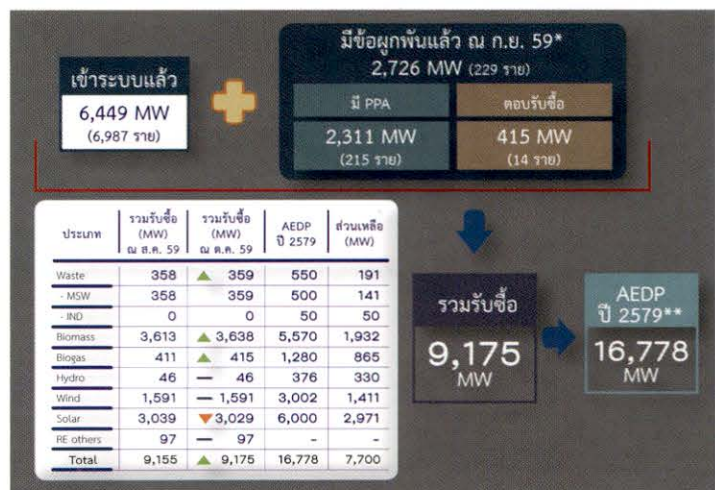 มีข้อผูกพันแล้ว ณ ก.ย. 59*
2,726 MW (229 ราย)
เข้าระบบแล้ว
6,449 MW
(6,987 ราย)
มี PPA
ตอบรับซื้อ
2,311 MW
(215 ราย)
415 MW
(14 ราย)
ประเภท รวมรับซื้อ (MW) ณ ส.ค. 59 รวมรับซื้อ (MW) ณ ต.ค. 59 AEDP ปี 2579 ส่วนเหลือ (MW)
Waste 358 ▲ 359 550 191
- MSW 358 359 500 141
- IND 0 0 50 50
Biomass 3,613 ▲ 3,638 5,570 1,932
Biogas 411 ▲ 415 1,280 865
Hydro 46 — 46 376 330
Wind 1,591 — 1,591 3,002 1,411
Solar 3,039 ▼ 3,029 6,000 2,971
RE others 97 — 97 - -
Total 9,155 ▲ 9,175 16,778 7,700
รวมรับซื้อ
9,175
MW
AEDP
ปี 2579**
16,778
MW